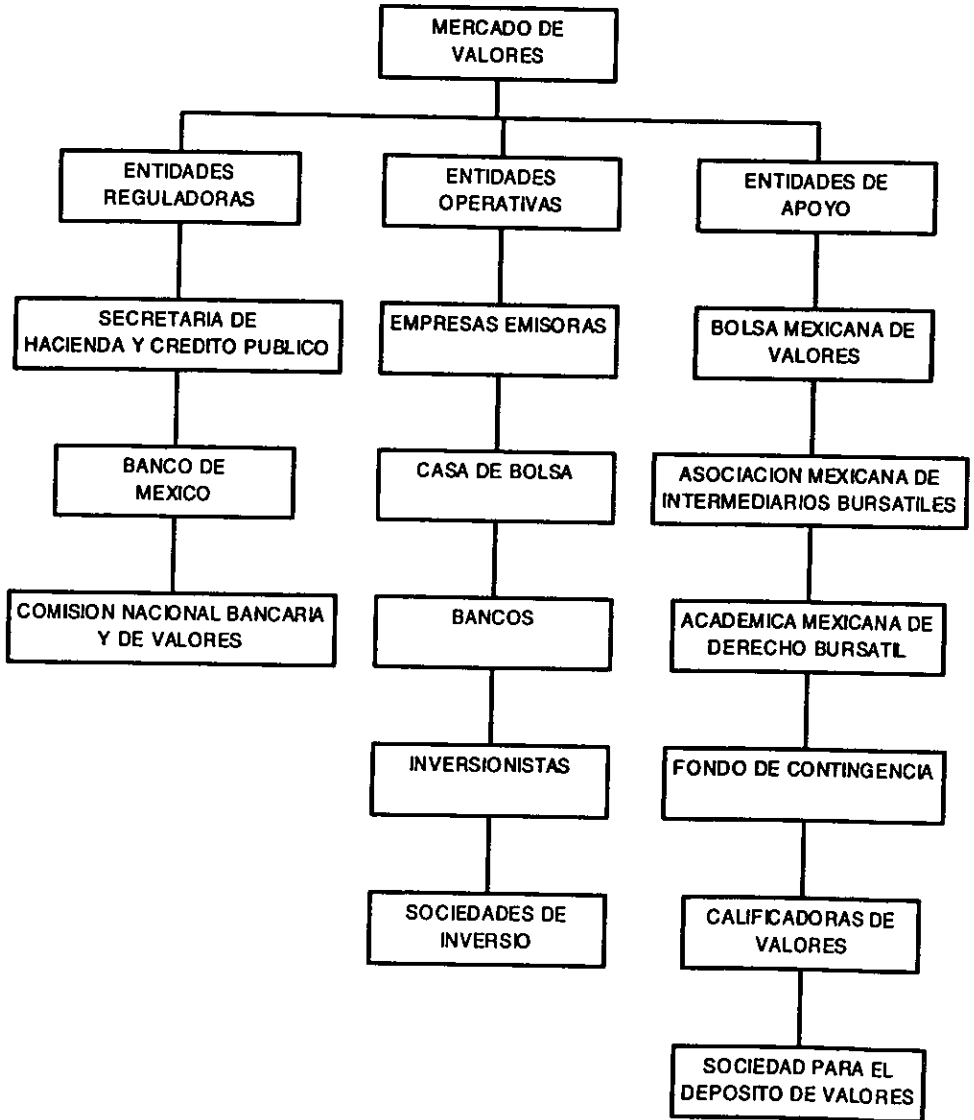 MERCADO DE
VALORES
ENTIDADES
REGULADORAS
SECRETARIA DE
HACIENDA Y CREDITO PUBLICO
BANCO DE
MEXICO
COMISION NACIONAL BANCARIA
Y DE VALORES
ENTIDADES
OPERATIVAS
EMPRESAS EMISORAS
CASA DE BOLSA
BANCOS
INVERSIONISTAS
SOCIEDADES DE
INVERSIO
ENTIDADES DE
APOYO
BOLSA MEXICANA DE
VALORES
ASOCIACION MEXICANA DE
INTERMEDIARIOS BURSATILES
ACADEMICA MEXICANA DE
DERECHO BURSATIL
FONDO DE CONTINGENCIA
CALIFICADORAS DE
VALORES
SOCIEDAD PARA EL
DEPOSITO DE VALORES